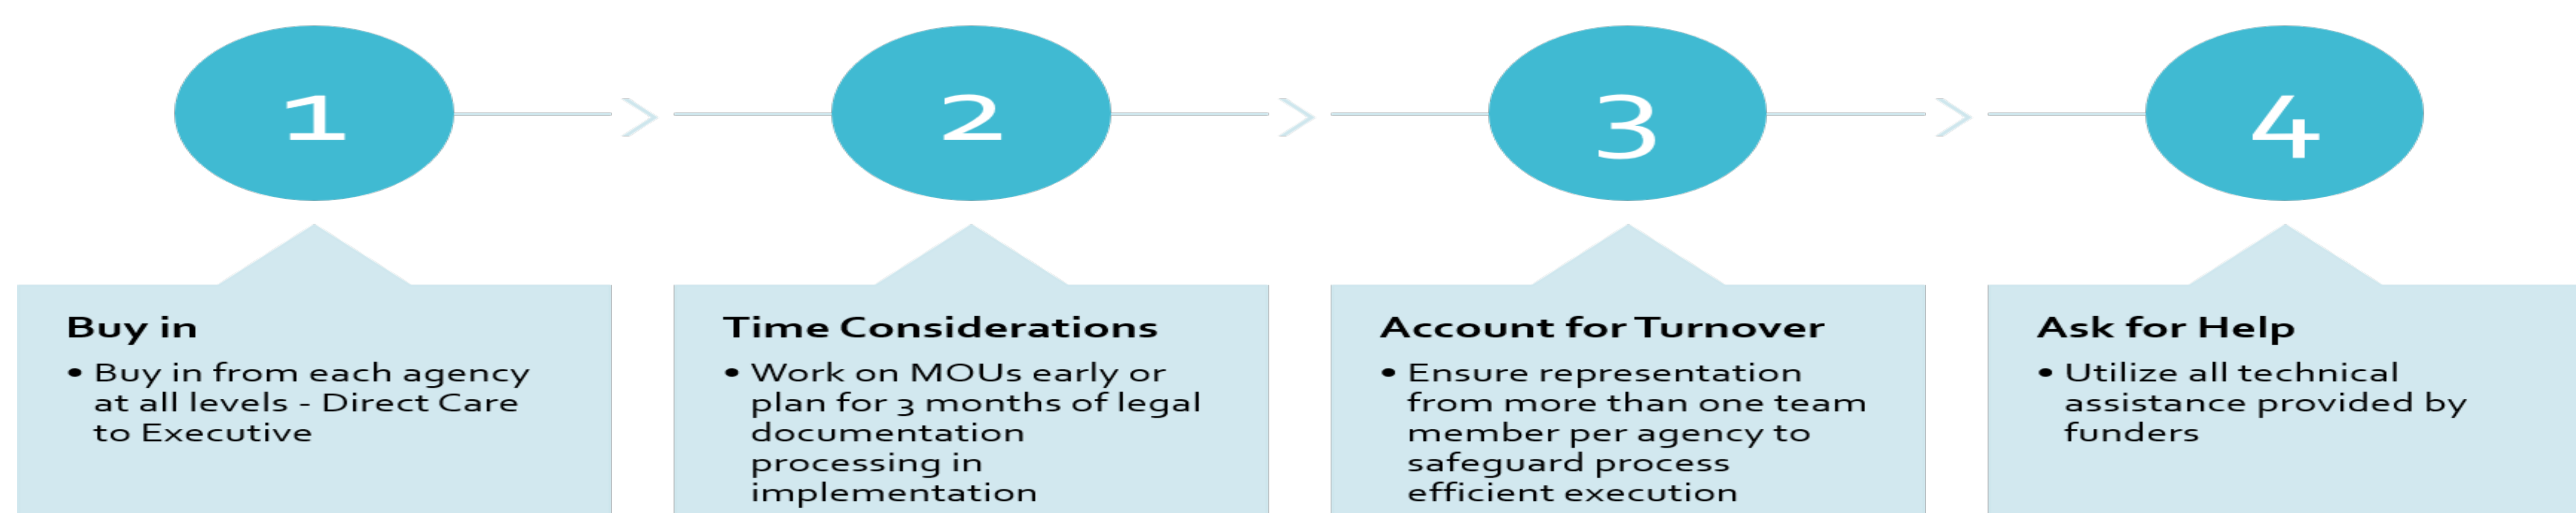 1
2
3
4
Buy in
• Buy in from each agency
at all levels - Direct Care
to Executive
Time Considerations
• Work on MOUs early or
plan for 3 months of legal
documentation
processing in
implementation
Account for Turnover
• Ensure representation
from more than one team
member per agency to
safeguard process
efficient execution
Ask for Help
• Utilize all technical
assistance provided by
funders